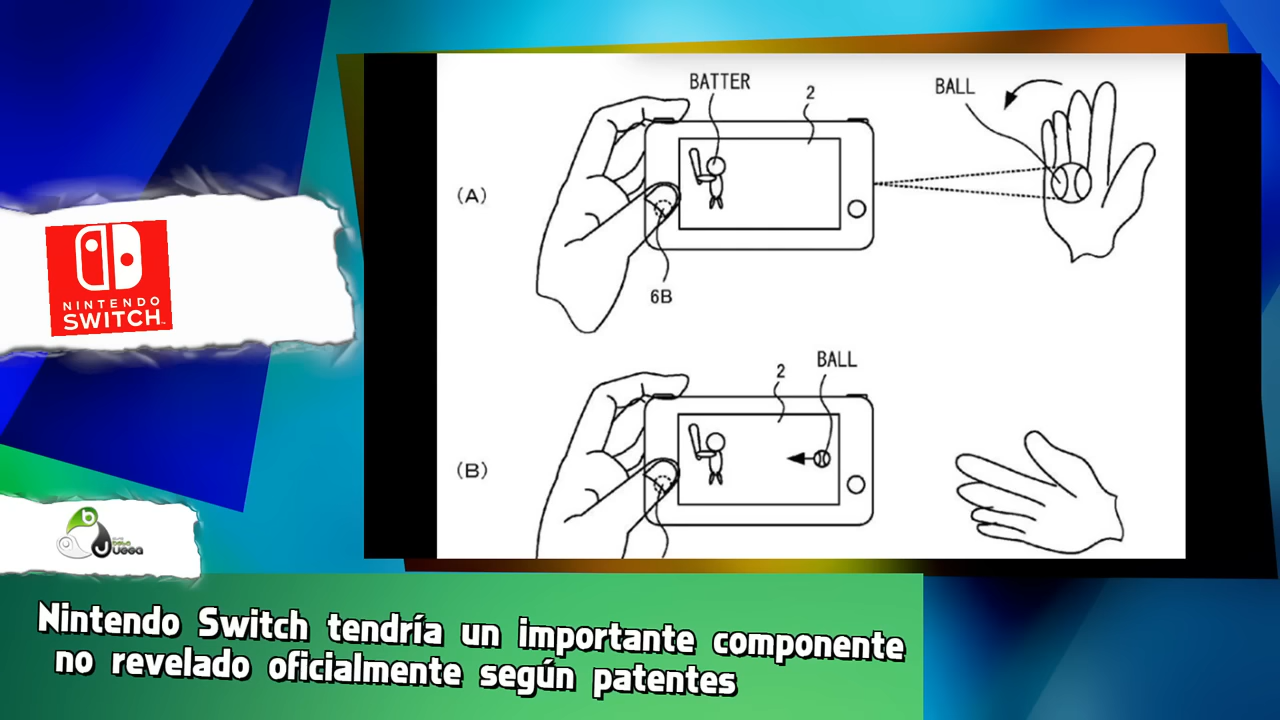 BATTER
2
BALL
(A)
6B
NINTENDO
SWITCH
BALL
2
(B)
Nintendo Switch tendría un importante componente
no revelado oficialmente según patentes